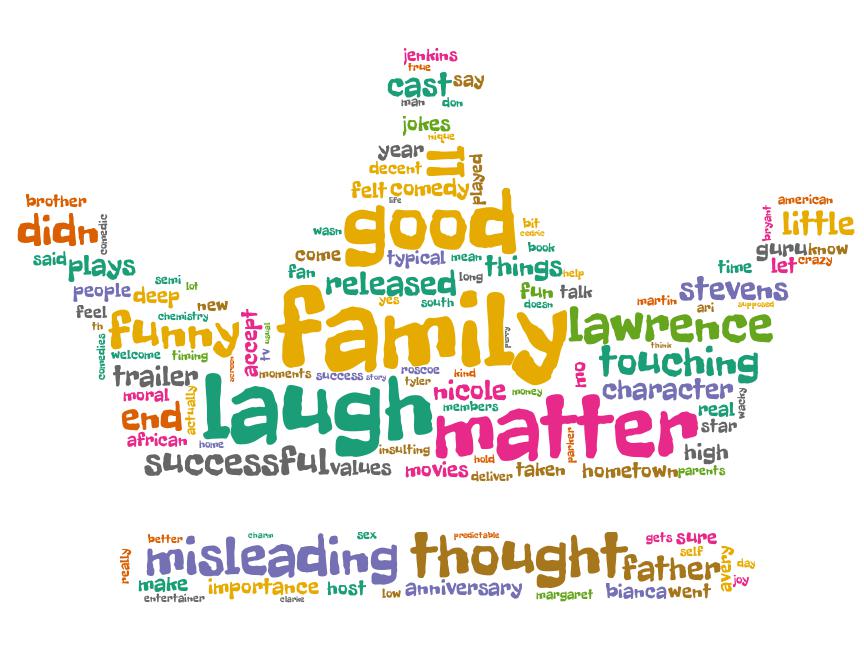 jenkins
true
cast say
man don
jokes
nique
year II played
decent
felt comedy
life
brother
didn comedic
said plays
good
wasn bit
cedric
american
bryant little
guru know
let crazy
time
come typical mean things book
fan released long help
people deep semi lot
yes south fun talk
doesn
stevens
martin ari supposed
feel chemistry new
th funny accept usual
family
perry
lawrence
think
comedies welcome timing tv
screen
touching
trailer moments success story roscoe
tyler kind
mo
moral
nicole money
members
character
end actually
laugh
matter
real wacky
star
african home
insulting
parker
high
successful values
movies hold
deliver taken hometown parents
really better charm sex predictable gets sure
misleading thought father self avery day
joy
make importance host low anniversary margaret bianca went
entertainer clarke